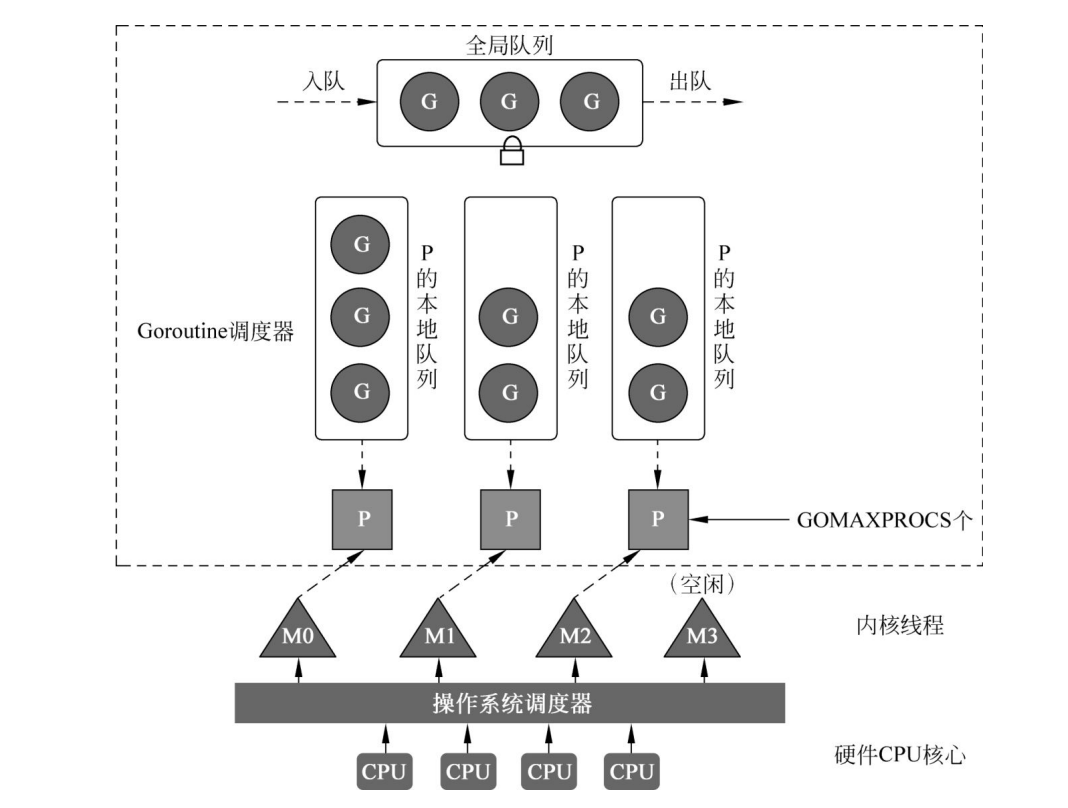 全局队列
入队
G
G
G
出队
G
G
G
P的本地队列
G
G
P的本地队列
G
G
P的本地队列
Goroutine调度器
P
P
P
GOMAXPROCS个
（空闲）
M0
M1
M2
M3
内核线程
操作系统调度器
CPU
CPU
CPU
CPU
硬件CPU核心